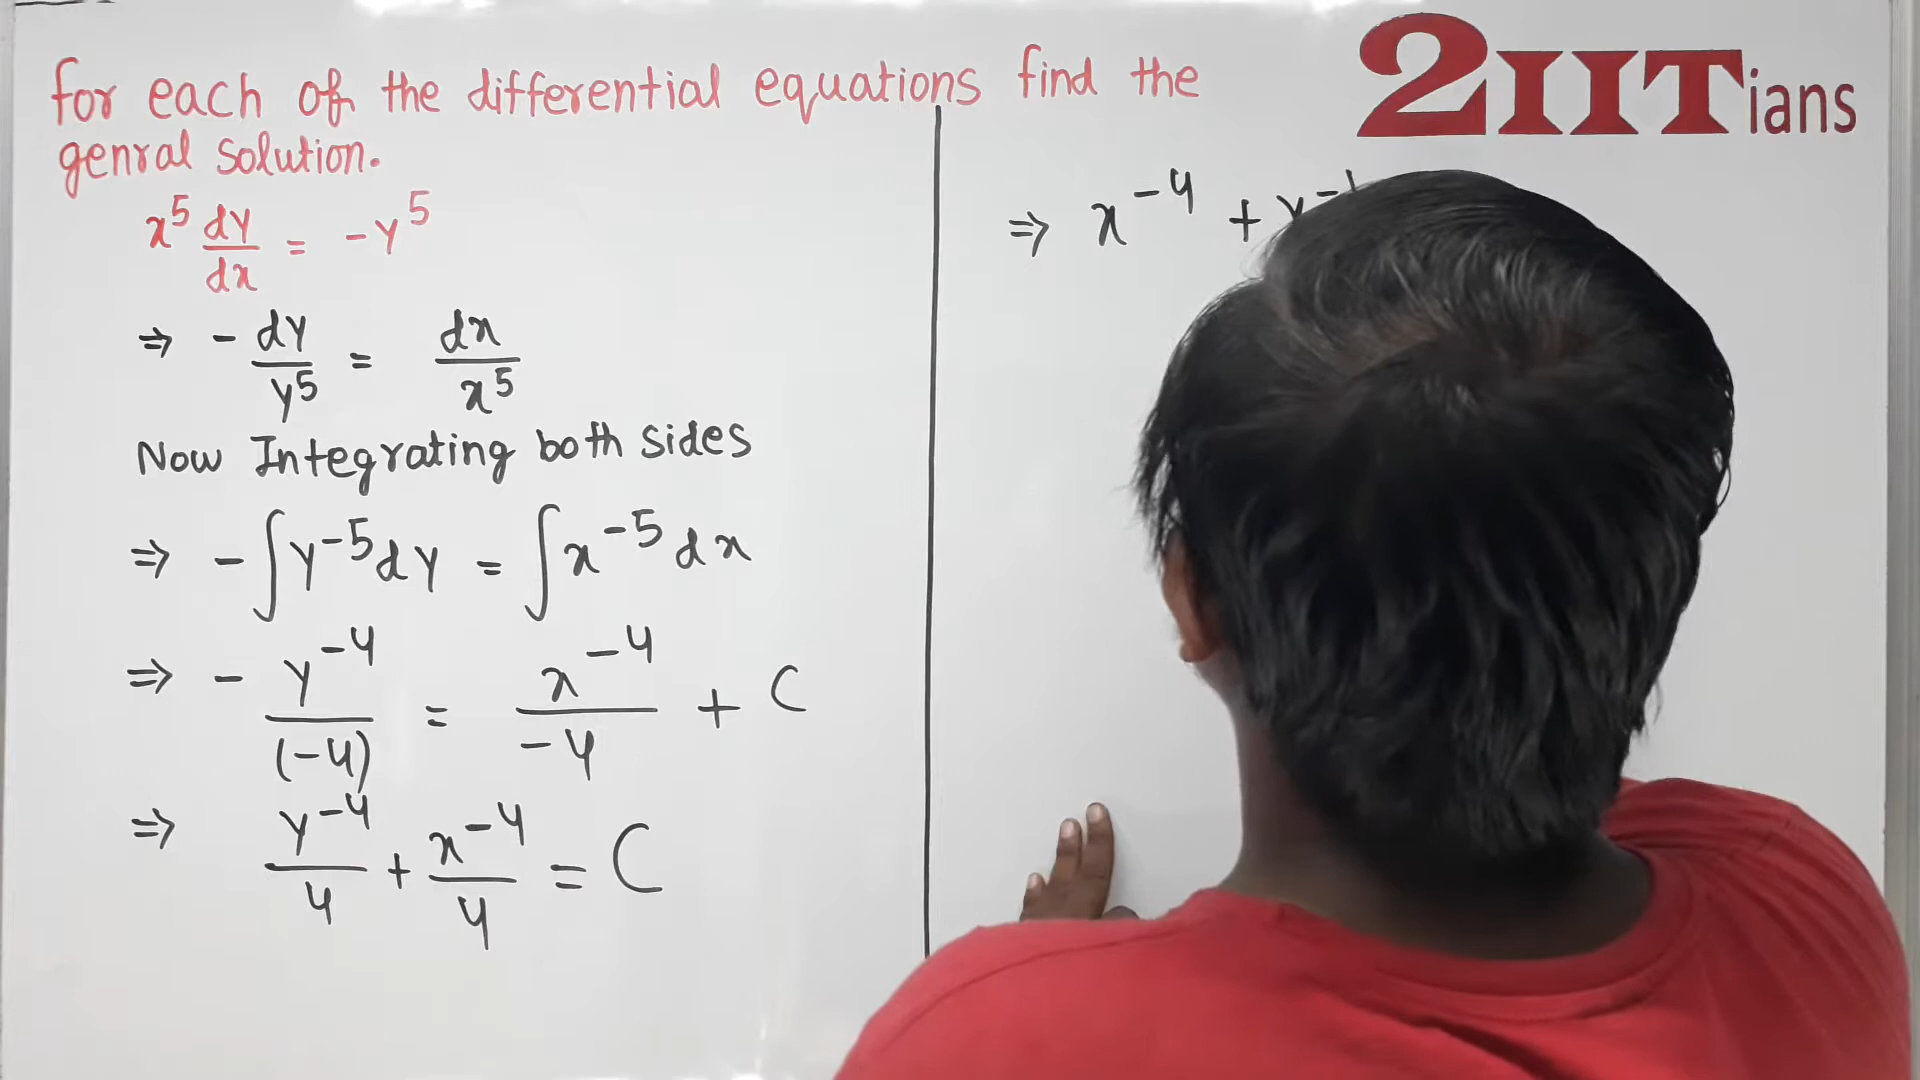 for each of the differential equations find the
genral solution.
x⁵ dy/dx = -y⁵
⇒ - dy/y⁵ = dx/x⁵
Now Integrating both sides
⇒ -∫y⁻⁵dy = ∫x⁻⁵dx
⇒ - y⁻⁴/(-4) = x⁻⁴/-4 + C
⇒ y⁻⁴/4 + x⁻⁴/4 = C
2IITians
⇒ x⁻⁴ + y